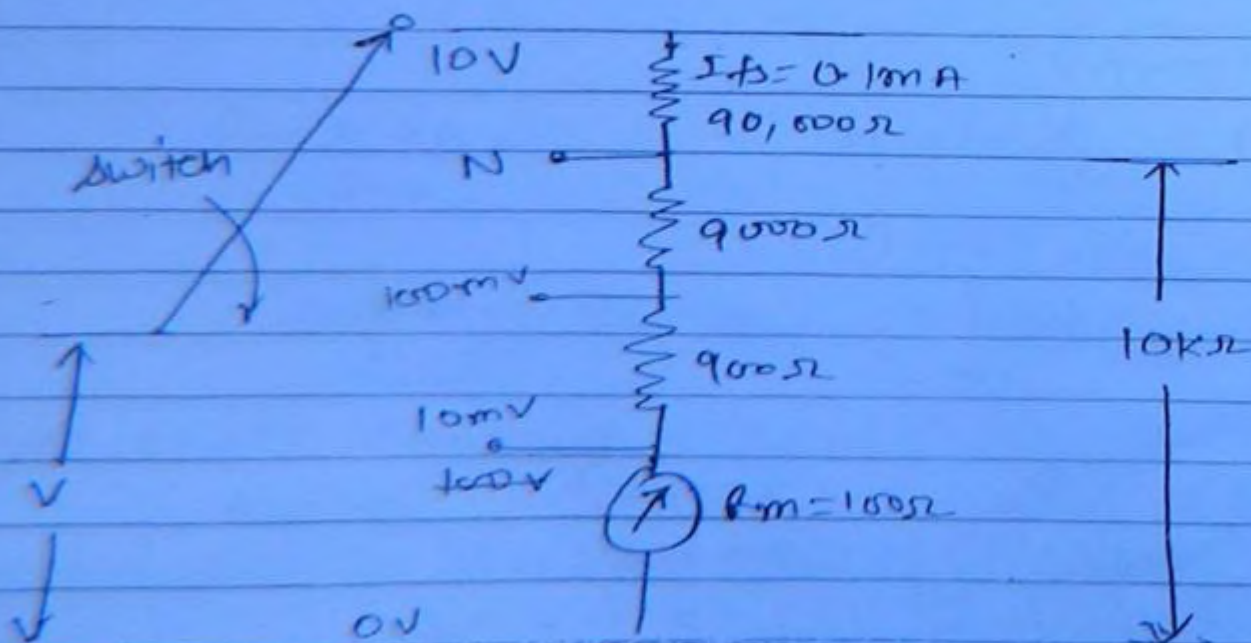 10V
Ifs = 0.1mA
90,000Ω
switch
N
9000Ω
100mV
10KΩ
900Ω
10mV
V
Rm = 100Ω
0V